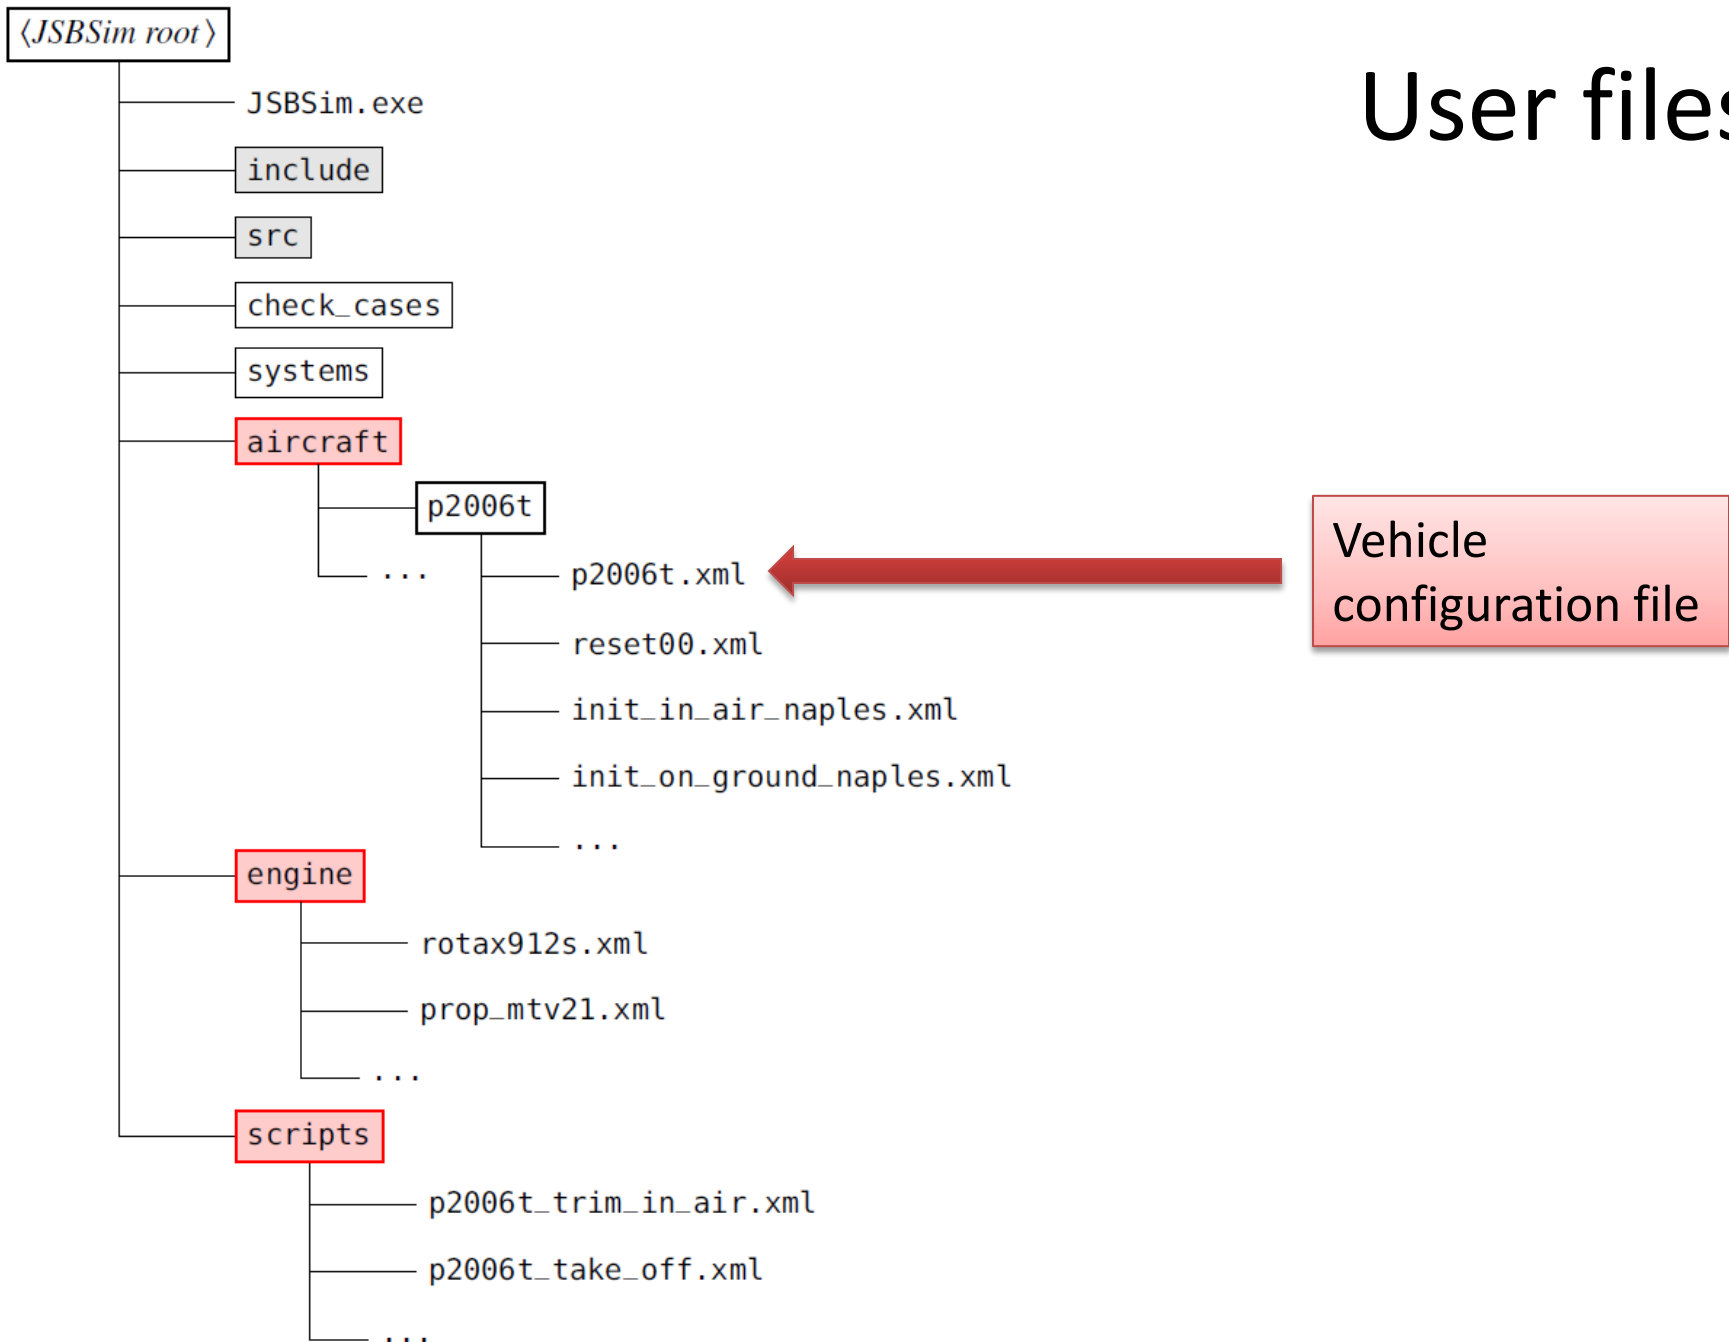 ⟨JSBSim root⟩
User files
JSBSim.exe
include
src
check_cases
systems
aircraft
p2006t
...
p2006t.xml
Vehicle
configuration file
reset00.xml
init_in_air_naples.xml
init_on_ground_naples.xml
...
engine
rotax912s.xml
prop_mtv21.xml
...
scripts
p2006t_trim_in_air.xml
p2006t_take_off.xml
...